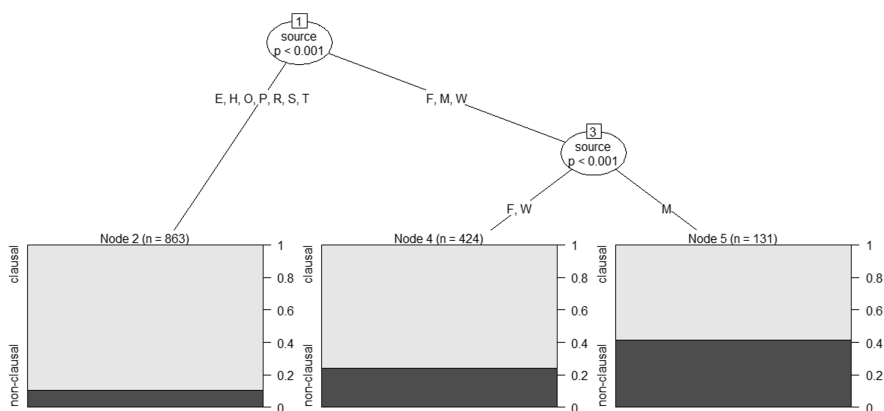 1
source
p < 0.001
E, H, O, P, R, S, T
F, M, W
3
source
p < 0.001
F, W
M
Node 2 (n = 863)
clausal
non-clausal
1
0.8
0.6
0.4
0.2
0
Node 4 (n = 424)
clausal
non-clausal
1
0.8
0.6
0.4
0.2
0
Node 5 (n = 131)
clausal
non-clausal
1
0.8
0.6
0.4
0.2
0